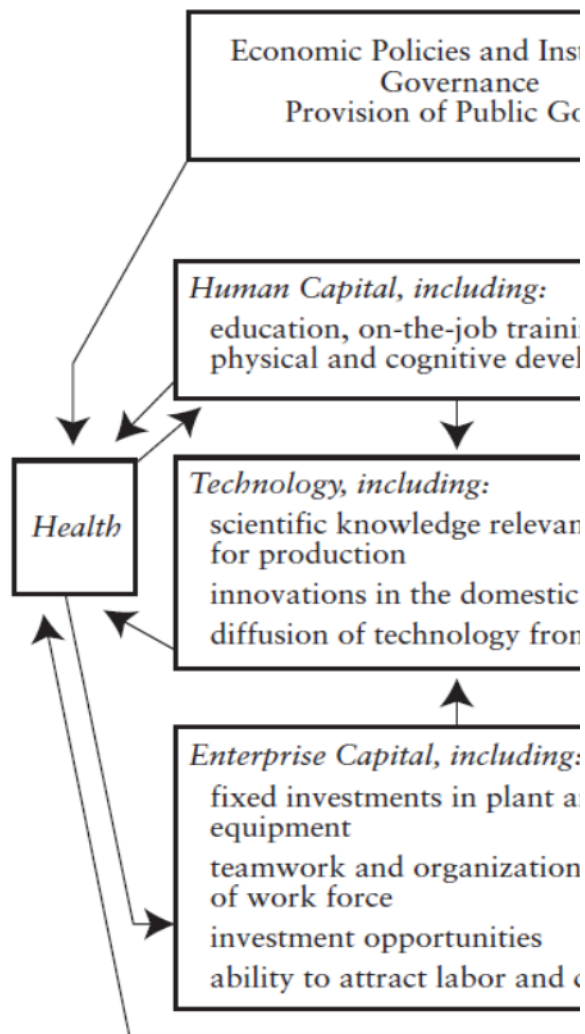 Economic Policies and Inst
Governance
Provision of Public Go
Human Capital, including:
education, on-the-job traini
physical and cognitive devel
Health
Technology, including:
scientific knowledge relevan
for production
innovations in the domestic
diffusion of technology from
Enterprise Capital, including:
fixed investments in plant a
equipment
teamwork and organization
of work force
investment opportunities
ability to attract labor and c